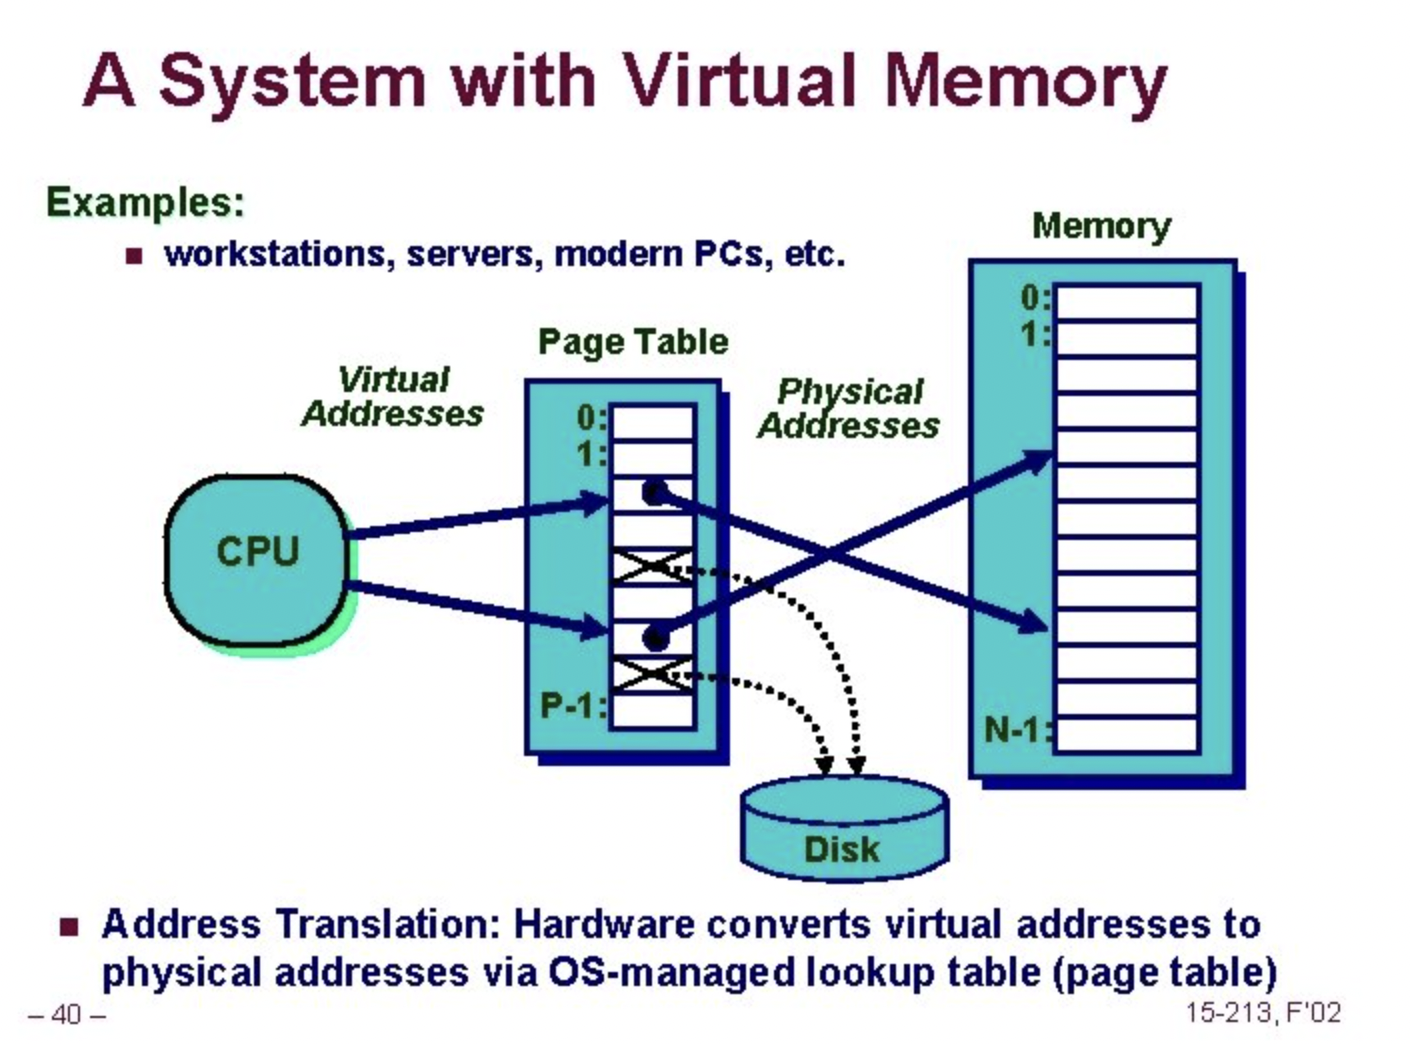 A System with Virtual Memory
Examples:
■ workstations, servers, modern PCs, etc.
Memory
0:
1:
N-1:
Page Table
0:
1:
P-1:
Virtual
Addresses
Physical
Addresses
CPU
Disk
■ Address Translation: Hardware converts virtual addresses to
physical addresses via OS-managed lookup table (page table)
– 40 –
15-213, F'02